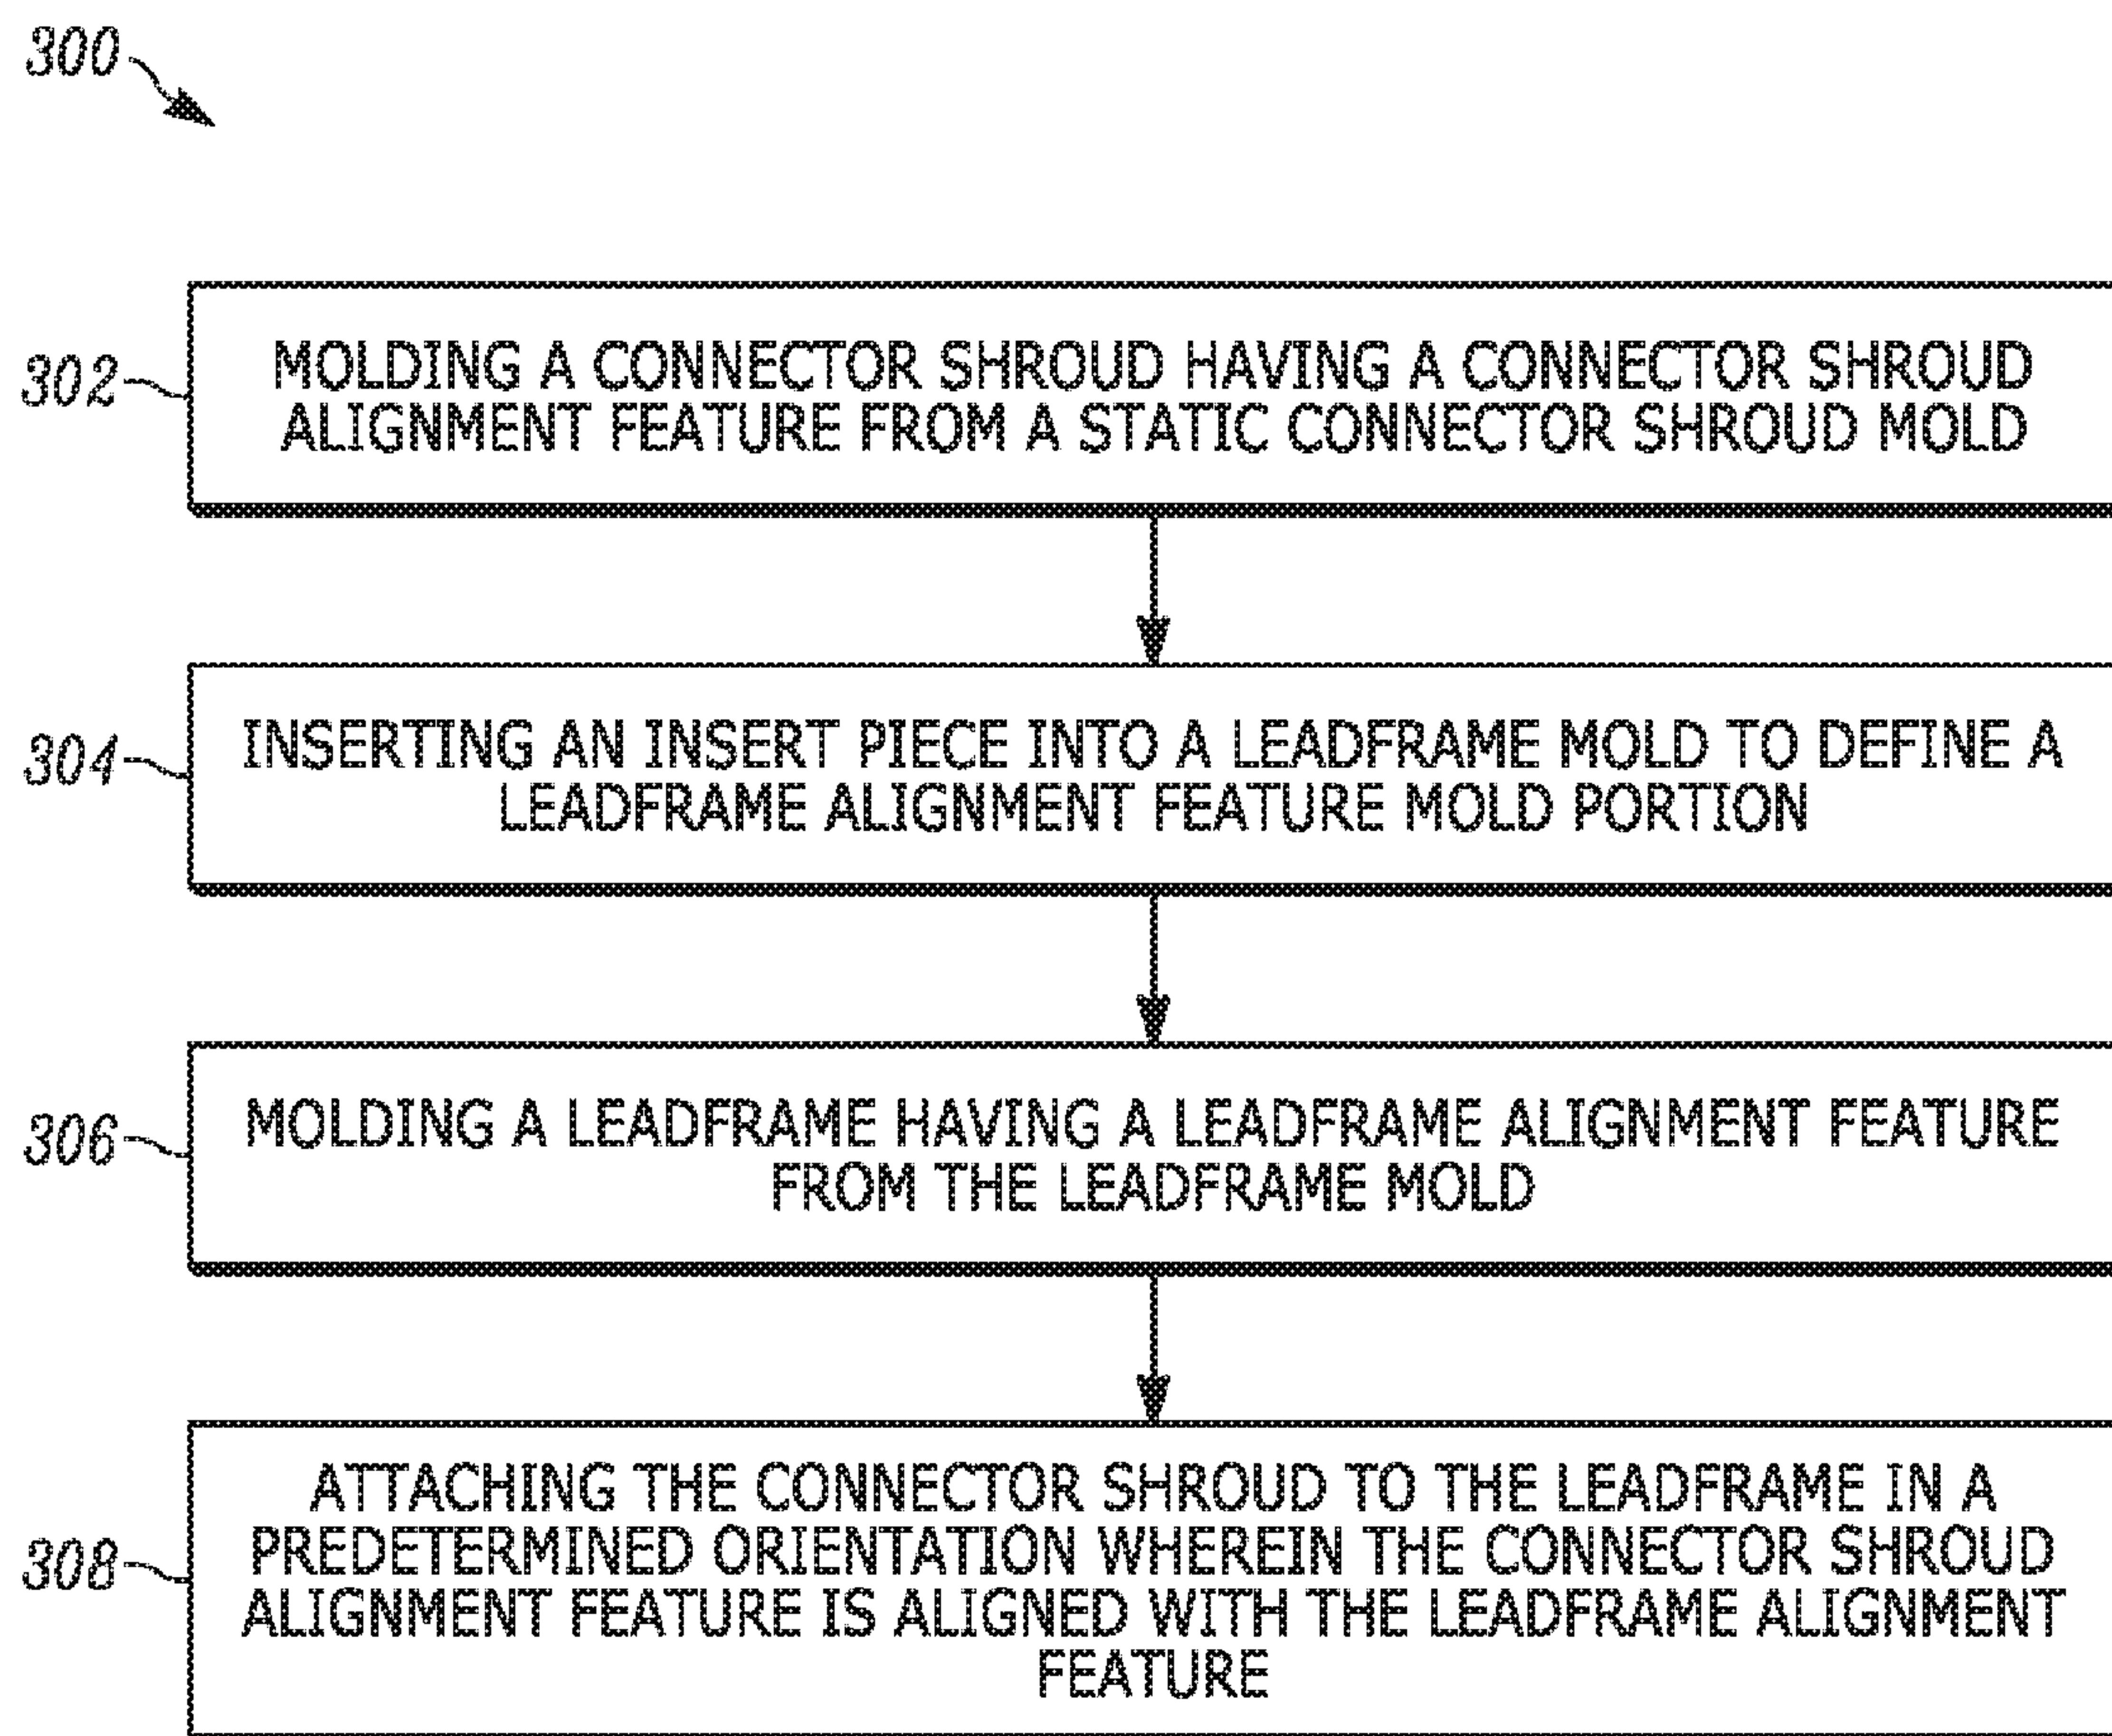 300
302
MOLDING A CONNECTOR SHROUD HAVING A CONNECTOR SHROUD
ALIGNMENT FEATURE FROM A STATIC CONNECTOR SHROUD MOLD
304
INSERTING AN INSERT PIECE INTO A LEADFRAME MOLD TO DEFINE A
LEADFRAME ALIGNMENT FEATURE MOLD PORTION
306
MOLDING A LEADFRAME HAVING A LEADFRAME ALIGNMENT FEATURE
FROM THE LEADFRAME MOLD
308
ATTACHING THE CONNECTOR SHROUD TO THE LEADFRAME IN A
PREDETERMINED ORIENTATION WHEREIN THE CONNECTOR SHROUD
ALIGNMENT FEATURE IS ALIGNED WITH THE LEADFRAME ALIGNMENT
FEATURE